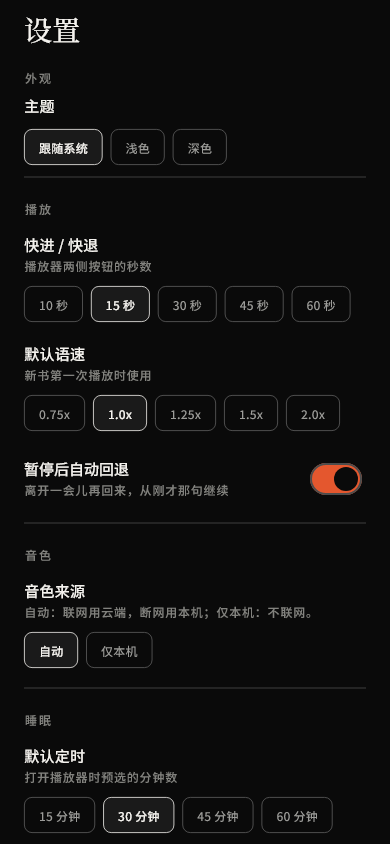 设置
外观
主题
跟随系统 浅色 深色
播放
快进 / 快退
播放器两侧按钮的秒数
10 秒 15 秒 30 秒 45 秒 60 秒
默认语速
新书第一次播放时使用
0.75x 1.0x 1.25x 1.5x 2.0x
暂停后自动回退
离开一会儿再回来，从刚才那句继续
音色
音色来源
自动：联网用云端，断网用本机；仅本机：不联网。
自动 仅本机
睡眠
默认定时
打开播放器时预选的分钟数
15 分钟 30 分钟 45 分钟 60 分钟